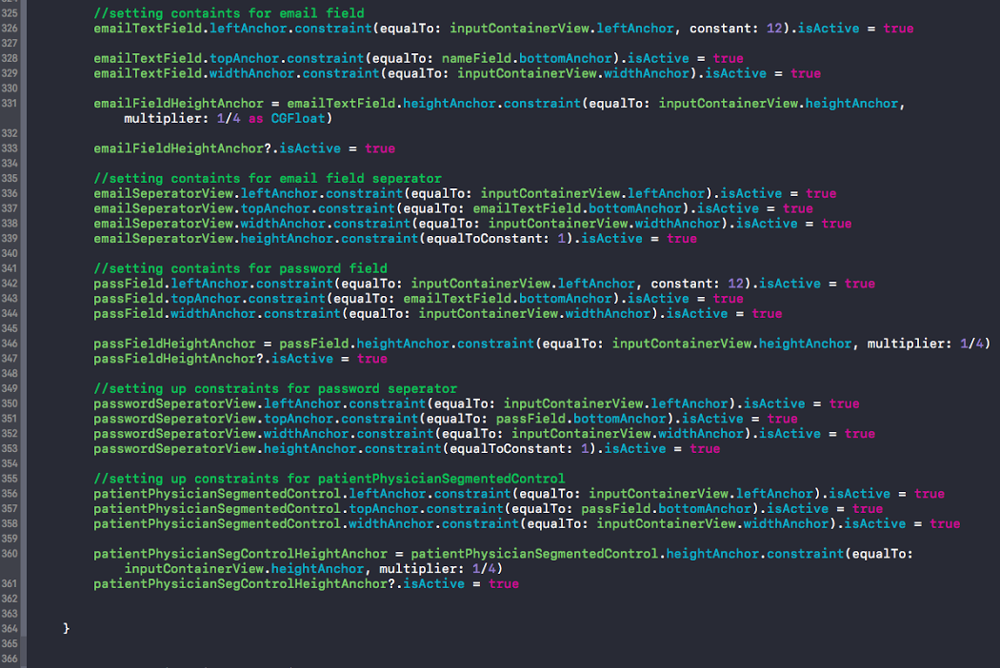 325 //setting containts for email field
326 emailTextField.leftAnchor.constraint(equalTo: inputContainerView.leftAnchor, constant: 12).isActive = true
327
328 emailTextField.topAnchor.constraint(equalTo: nameField.bottomAnchor).isActive = true
329 emailTextField.widthAnchor.constraint(equalTo: inputContainerView.widthAnchor).isActive = true
330
331 emailFieldHeightAnchor = emailTextField.heightAnchor.constraint(equalTo: inputContainerView.heightAnchor,
multiplier: 1/4 as CGFloat)
332
333 emailFieldHeightAnchor?.isActive = true
334
335 //setting containts for email field seperator
336 emailSeperatorView.leftAnchor.constraint(equalTo: inputContainerView.leftAnchor).isActive = true
337 emailSeperatorView.topAnchor.constraint(equalTo: emailTextField.bottomAnchor).isActive = true
338 emailSeperatorView.widthAnchor.constraint(equalTo: inputContainerView.widthAnchor).isActive = true
339 emailSeperatorView.heightAnchor.constraint(equalToConstant: 1).isActive = true
340
341 //setting containts for password field
342 passField.leftAnchor.constraint(equalTo: inputContainerView.leftAnchor, constant: 12).isActive = true
343 passField.topAnchor.constraint(equalTo: emailTextField.bottomAnchor).isActive = true
344 passField.widthAnchor.constraint(equalTo: inputContainerView.widthAnchor).isActive = true
345
346 passFieldHeightAnchor = passField.heightAnchor.constraint(equalTo: inputContainerView.heightAnchor, multiplier: 1/4)
347 passFieldHeightAnchor?.isActive = true
348
349 //setting up constraints for password seperator
350 passwordSeperatorView.leftAnchor.constraint(equalTo: inputContainerView.leftAnchor).isActive = true
351 passwordSeperatorView.topAnchor.constraint(equalTo: passField.bottomAnchor).isActive = true
352 passwordSeperatorView.widthAnchor.constraint(equalTo: inputContainerView.widthAnchor).isActive = true
353 passwordSeperatorView.heightAnchor.constraint(equalToConstant: 1).isActive = true
354
355 //setting up constraints for patientPhysicianSegmentedControl
356 patientPhysicianSegmentedControl.leftAnchor.constraint(equalTo: inputContainerView.leftAnchor).isActive = true
357 patientPhysicianSegmentedControl.topAnchor.constraint(equalTo: passField.bottomAnchor).isActive = true
358 patientPhysicianSegmentedControl.widthAnchor.constraint(equalTo: inputContainerView.widthAnchor).isActive = true
359
360 patientPhysicianSegControlHeightAnchor = patientPhysicianSegmentedControl.heightAnchor.constraint(equalTo:
inputContainerView.heightAnchor, multiplier: 1/4)
361 patientPhysicianSegControlHeightAnchor?.isActive = true
362
363
364 }
365
366